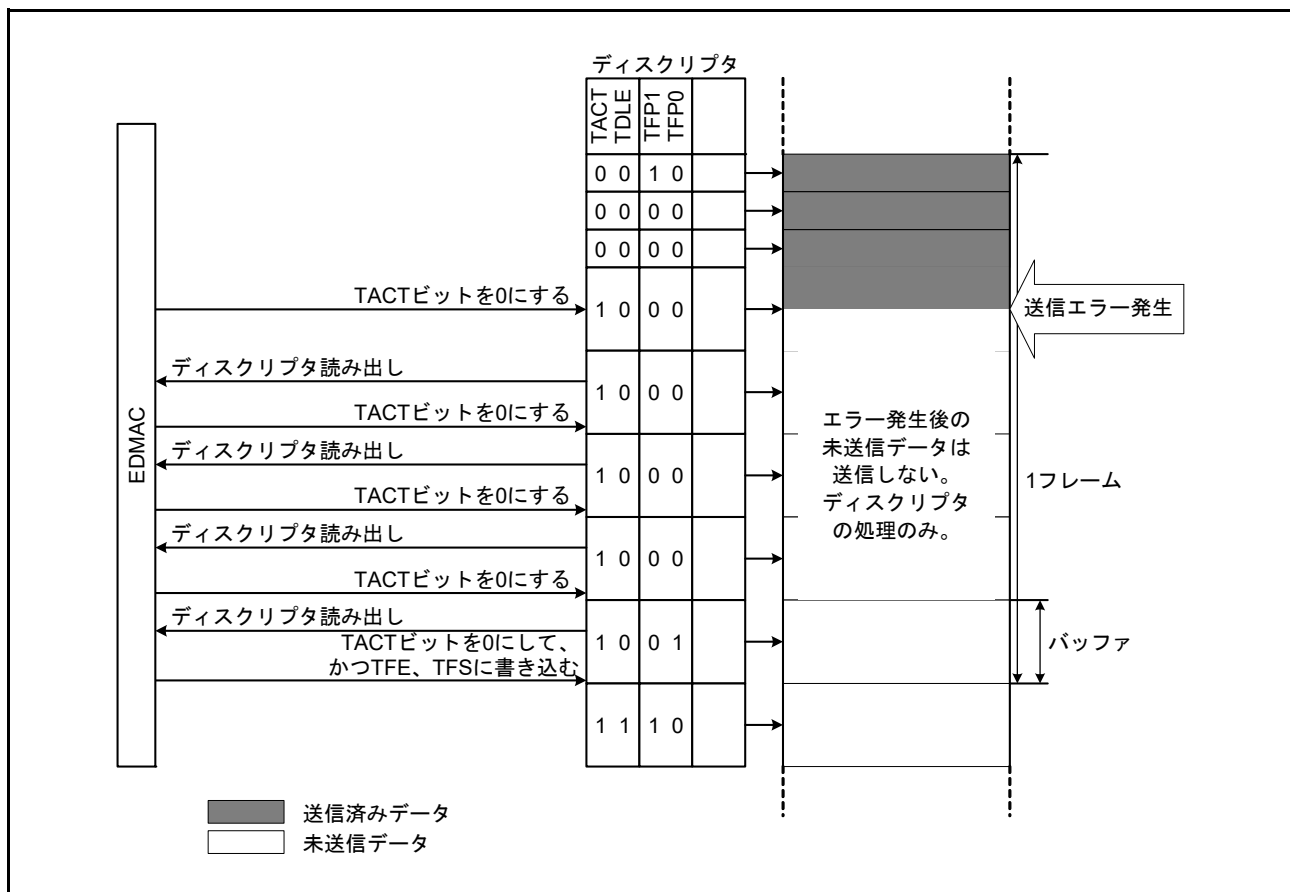 ディスクリプタ
TACT
TDLE
TFP1
TFP0
0 0 1 0
0 0 0 0
0 0 0 0
TACTビットを0にする
1 0 0 0
送信エラー発生
ディスクリプタ読み出し
1 0 0 0
TACTビットを0にする
ディスクリプタ読み出し
1 0 0 0
TACTビットを0にする
ディスクリプタ読み出し
1 0 0 0
TACTビットを0にする
ディスクリプタ読み出し
1 0 0 1
TACTビットを0にして、
かつTFE、TFSに書き込む
1 1 1 0
EDMAC
エラー発生後の
未送信データは
送信しない。
ディスクリプタ
の処理のみ。
1フレーム
バッファ
送信済みデータ
未送信データ